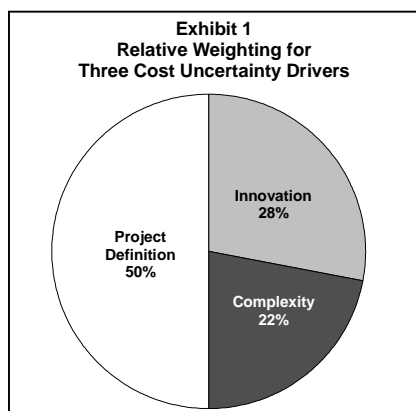 Exhibit 1
Relative Weighting for
Three Cost Uncertainty Drivers
Innovation
28%
Project
Definition
50%
Complexity
22%